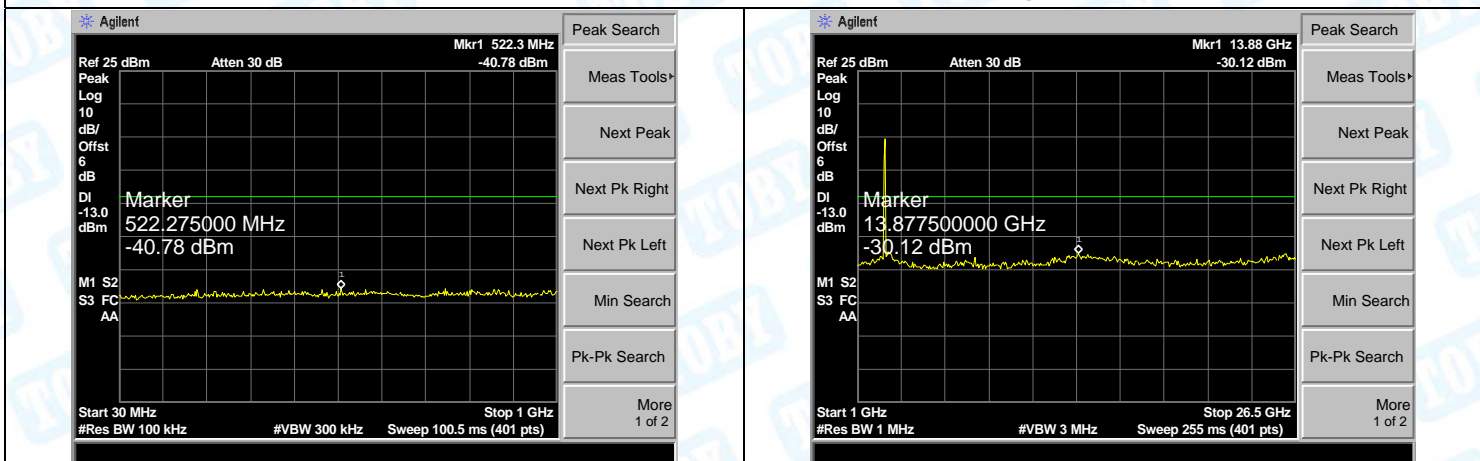 Agilent
Peak Search
Mkr1 522.3 MHz
Ref 25 dBm Atten 30 dB -40.78 dBm
Peak
Log
10
dB/
Offst
6
dB
DI
-13.0
dBm
Marker
522.275000 MHz
-40.78 dBm
1
M1 S2
S3 FC
AA
Start 30 MHz Stop 1 GHz
#Res BW 100 kHz #VBW 300 kHz Sweep 100.5 ms (401 pts)
Meas Tools
Next Peak
Next Pk Right
Next Pk Left
Min Search
Pk-Pk Search
More
1 of 2
Agilent
Peak Search
Mkr1 13.88 GHz
Ref 25 dBm Atten 30 dB -30.12 dBm
Peak
Log
10
dB/
Offst
6
dB
DI
-13.0
dBm
Marker
13.877500000 GHz
-30.12 dBm
1
M1 S2
S3 FC
AA
Start 1 GHz Stop 26.5 GHz
#Res BW 1 MHz #VBW 3 MHz Sweep 255 ms (401 pts)
Meas Tools
Next Peak
Next Pk Right
Next Pk Left
Min Search
Pk-Pk Search
More
1 of 2
TOBY